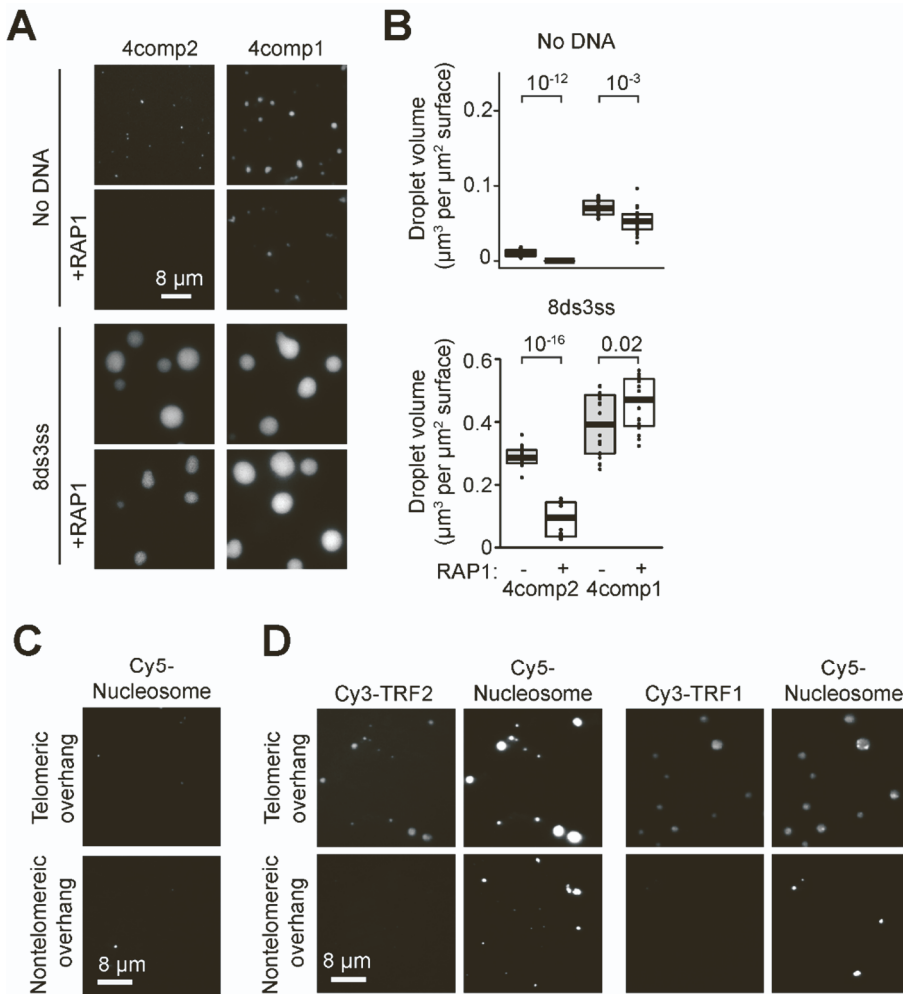 A
4comp2
4comp1
No DNA
+RAP1
8 µm
8ds3ss
+RAP1
B
No DNA
10-12
10-3
0.2
0.1
0
Droplet volume
(µm3 per µm2 surface)
8ds3ss
10-16
0.02
0.6
0.4
0.2
0
Droplet volume
(µm3 per µm2 surface)
RAP1: - + - +
4comp2 4comp1
C
Cy5-
Nucleosome
Telomeric
overhang
Nontelomereic
overhang
8 µm
D
Cy3-TRF2
Cy5-
Nucleosome
Cy3-TRF1
Cy5-
Nucleosome
Telomeric
overhang
Nontelomereic
overhang
8 µm